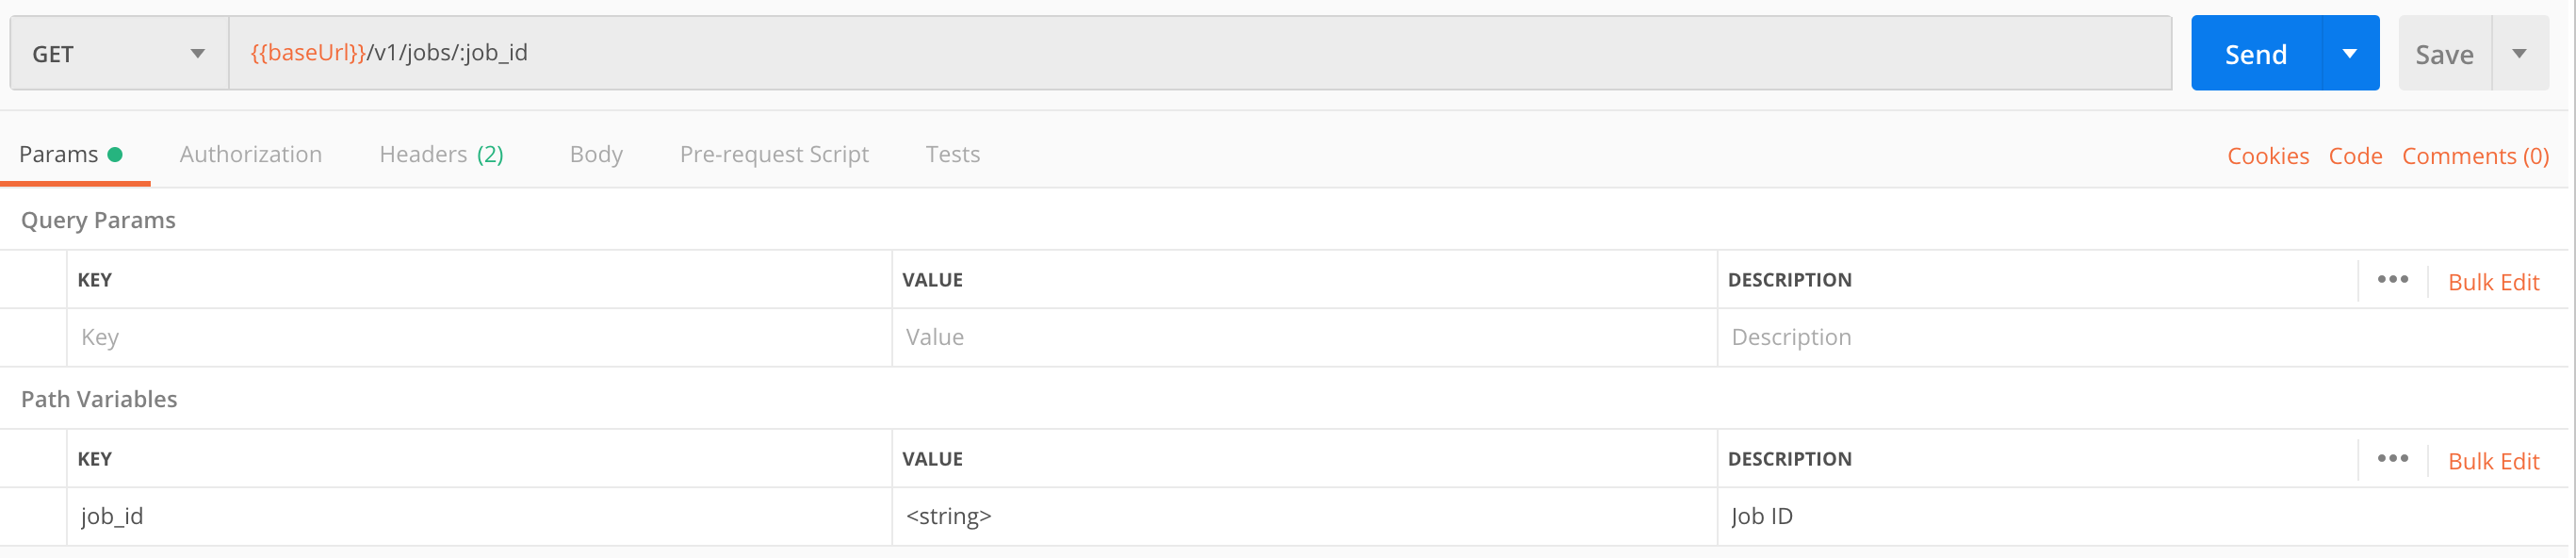 GET {{baseUrl}}/v1/jobs/:job_id Send Save
Params Authorization Headers (2) Body Pre-request Script Tests Cookies Code Comments (0)
Query Params
KEY VALUE DESCRIPTION ••• Bulk Edit
Key Value Description
Path Variables
KEY VALUE DESCRIPTION ••• Bulk Edit
job_id <string> Job ID